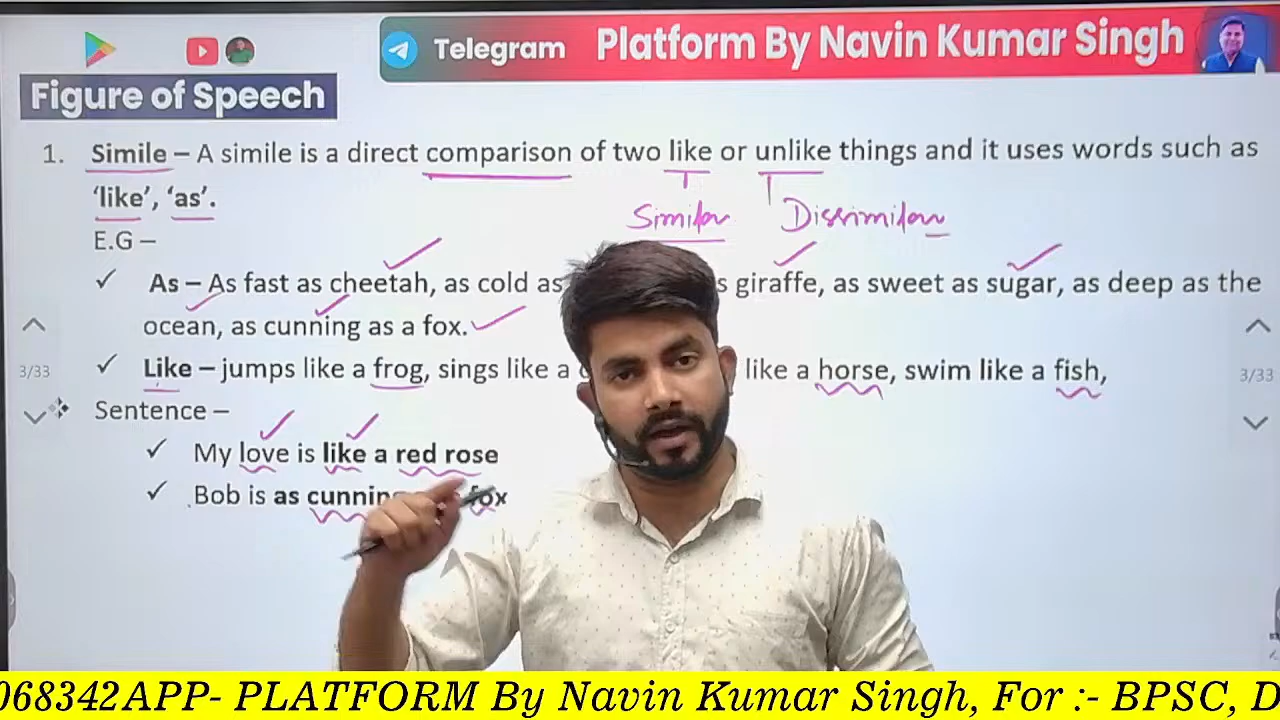 Telegram Platform By Navin Kumar Singh
Figure of Speech
1. Simile – A simile is a direct comparison of two like or unlike things and it uses words such as
‘like’, ‘as’.
Similar Dissimilar
E.G –
✓ As – As fast as cheetah, as cold as s giraffe, as sweet as sugar, as deep as the
ocean, as cunning as a fox.
✓ Like – jumps like a frog, sings like a like a horse, swim like a fish,
3/33 3/33
Sentence –
✓ My love is like a red rose
✓ Bob is as cunning fox
068342APP- PLATFORM By Navin Kumar Singh, For :- BPSC, D